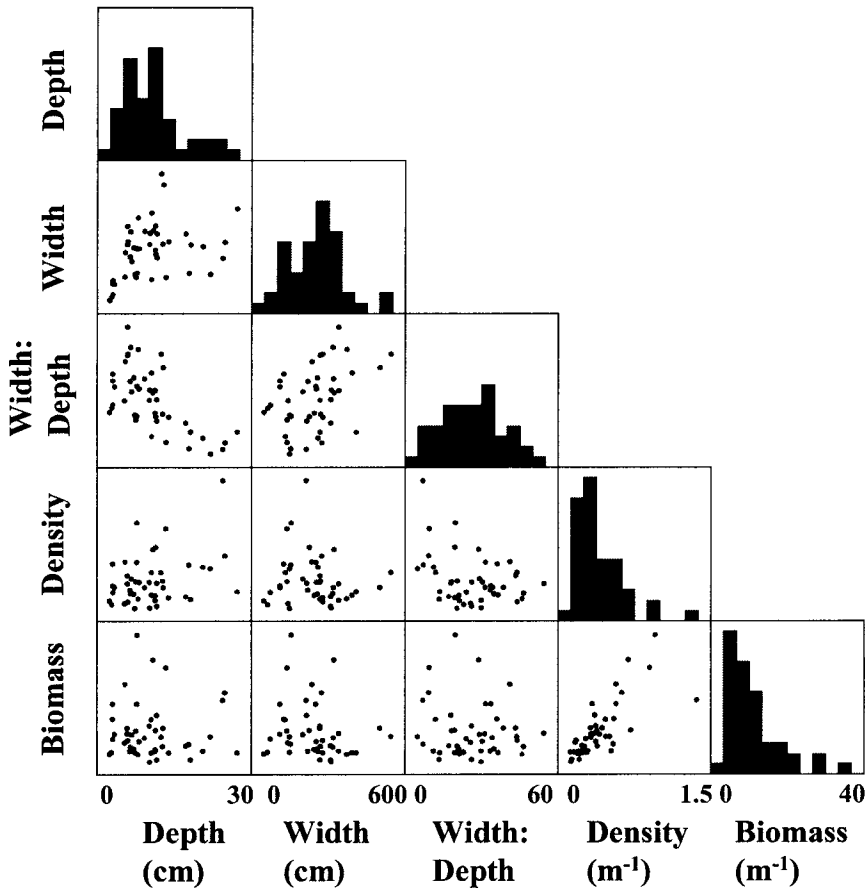 Depth
Width
Width:
Depth
Density
Biomass
0 30 0 600 0 60 0 1.5 0 40
Depth Width Width: Density Biomass
(cm) (cm) Depth (m⁻¹) (m⁻¹)